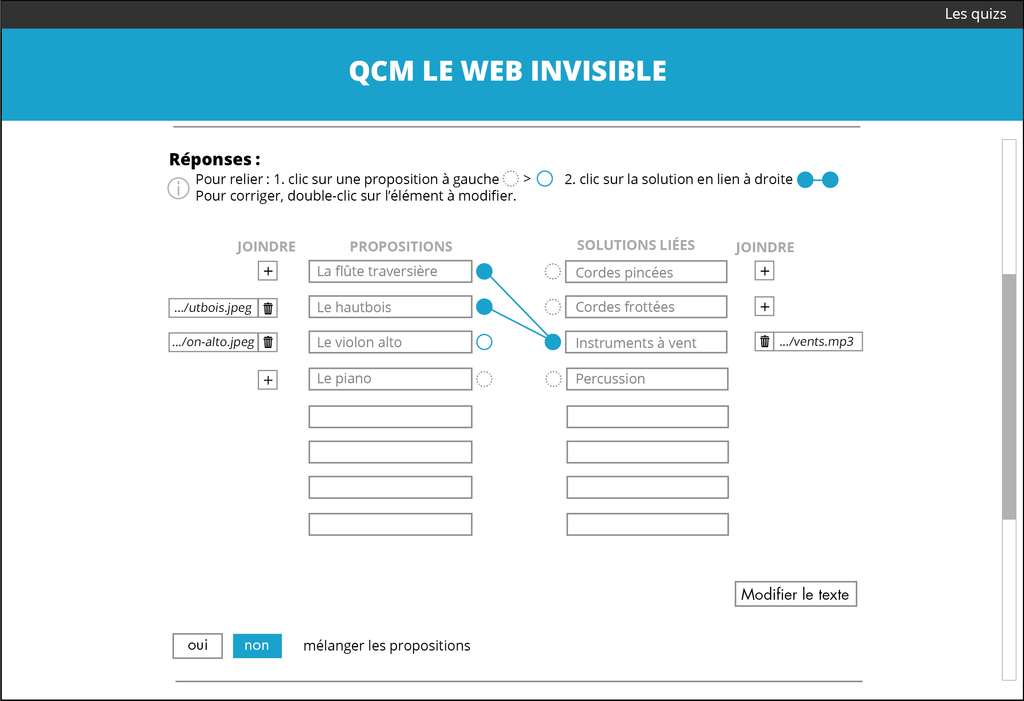 Les quizs
QCM LE WEB INVISIBLE
Réponses :
Pour relier : 1. clic sur une proposition à gauche > 2. clic sur la solution en lien à droite
Pour corriger, double-clic sur l'élément à modifier.
JOINDRE PROPOSITIONS SOLUTIONS LIÉES JOINDRE
+ La flûte traversière Cordes pincées +
.../utbois.jpeg Le hautbois Cordes frottées +
.../on-alto.jpeg Le violon alto Instruments à vent .../vents.mp3
+ Le piano Percussion
Modifier le texte
oui non mélanger les propositions